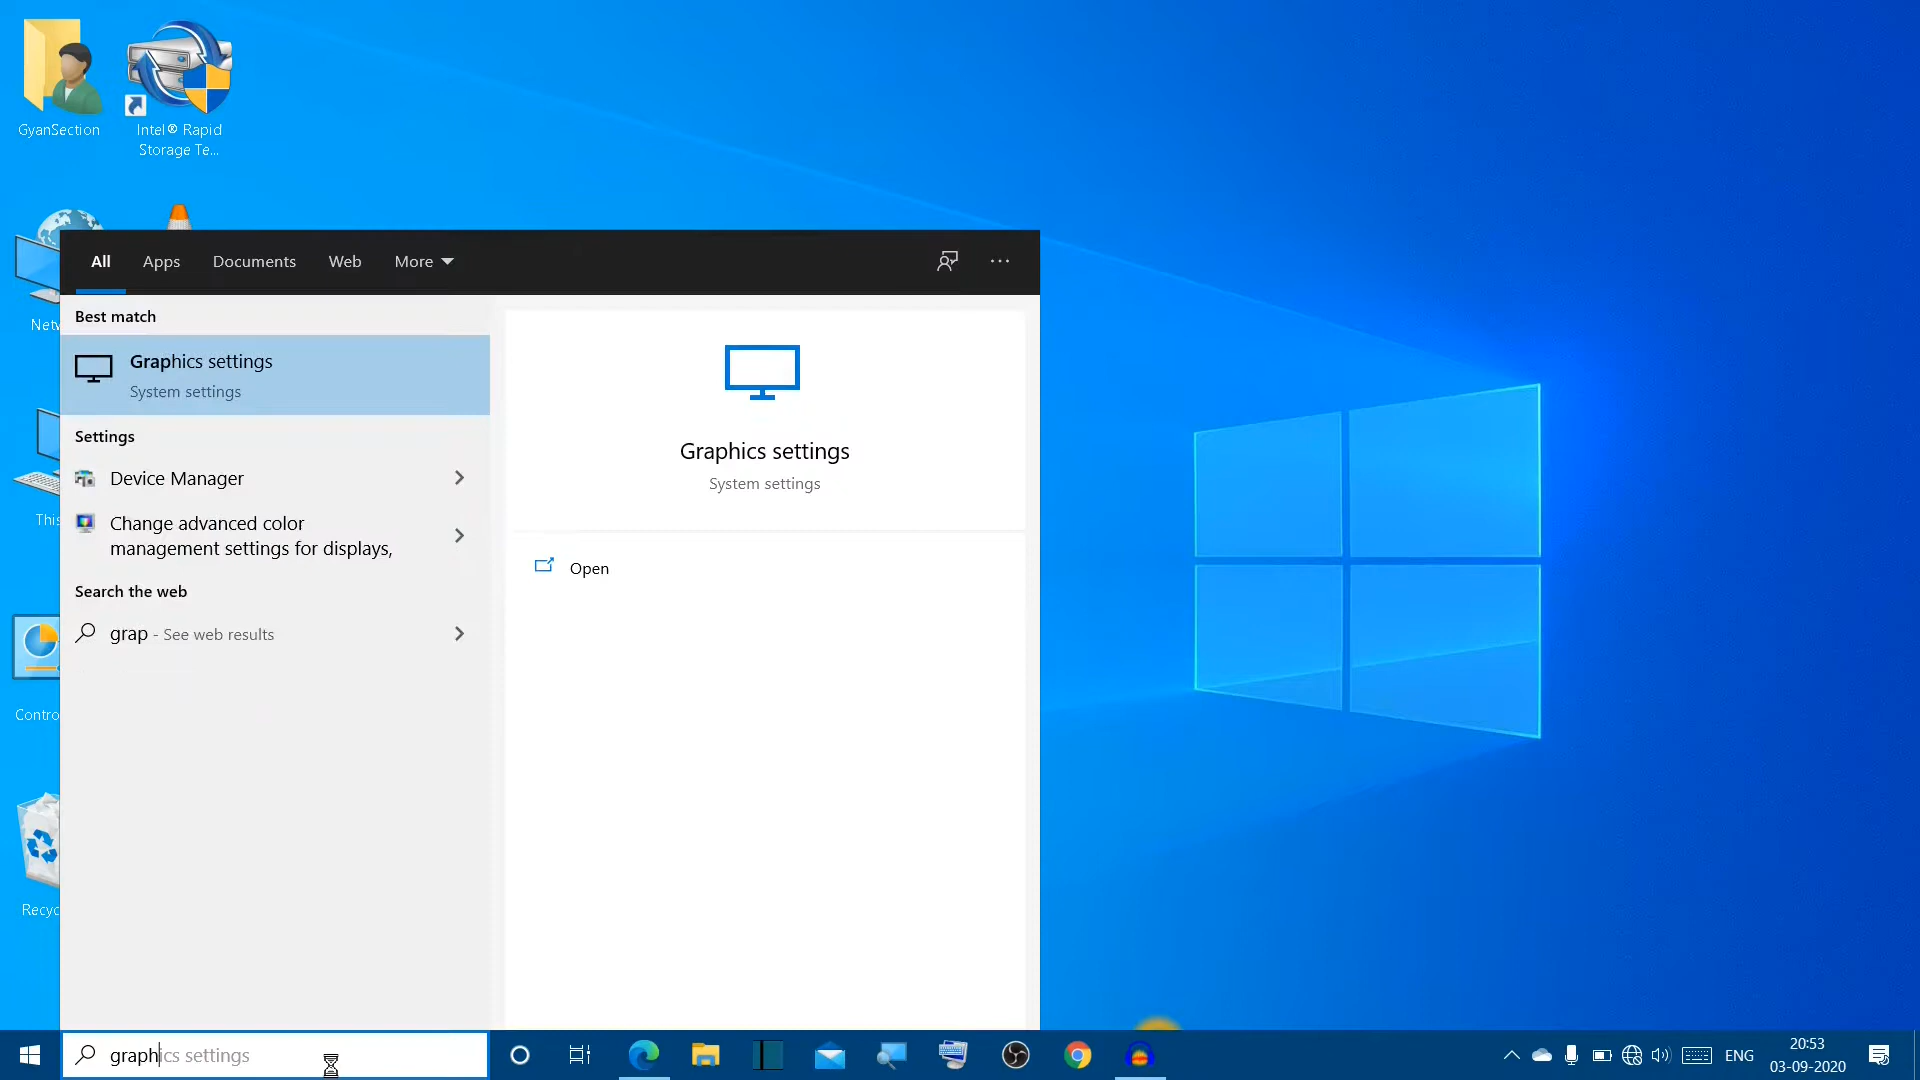 GyanSection
Intel® Rapid
Storage Te...
All
Apps
Documents
Web
More
Best match
Graphics settings
System settings
Settings
Device Manager
Change advanced color
management settings for displays,
Search the web
grap - See web results
Graphics settings
System settings
Open
Netw
This
Contro
Recyc
graphics settings
ENG
20:53
03-09-2020